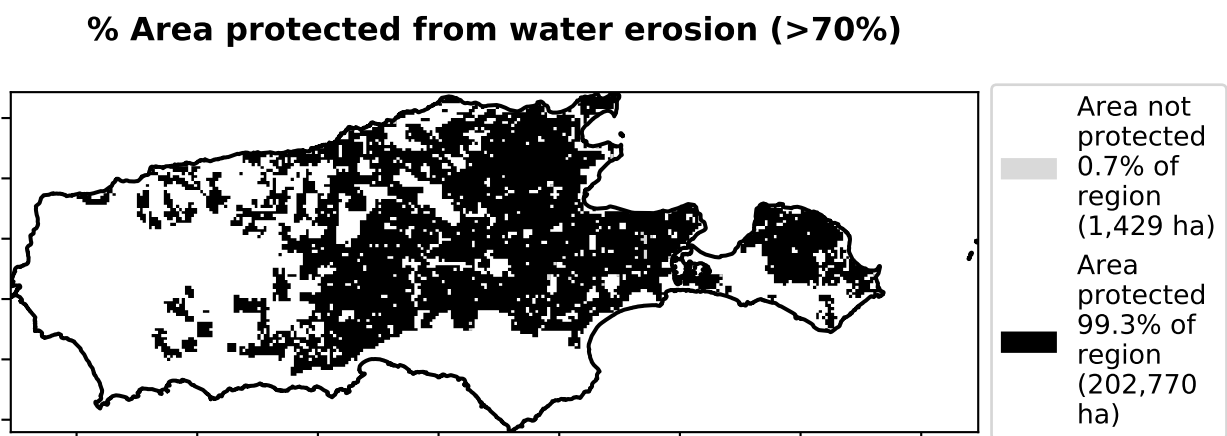 % Area protected from water erosion (>70%)
Area not
protected
0.7% of
region
(1,429 ha)
Area
protected
99.3% of
region
(202,770
ha)